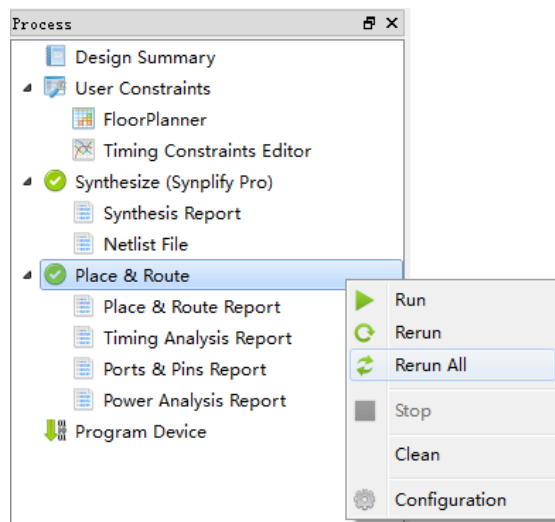 Process
Design Summary
User Constraints
FloorPlanner
Timing Constraints Editor
Synthesize (Synplify Pro)
Synthesis Report
Netlist File
Place & Route
Place & Route Report
Timing Analysis Report
Ports & Pins Report
Power Analysis Report
Program Device
Run
Rerun
Rerun All
Stop
Clean
Configuration